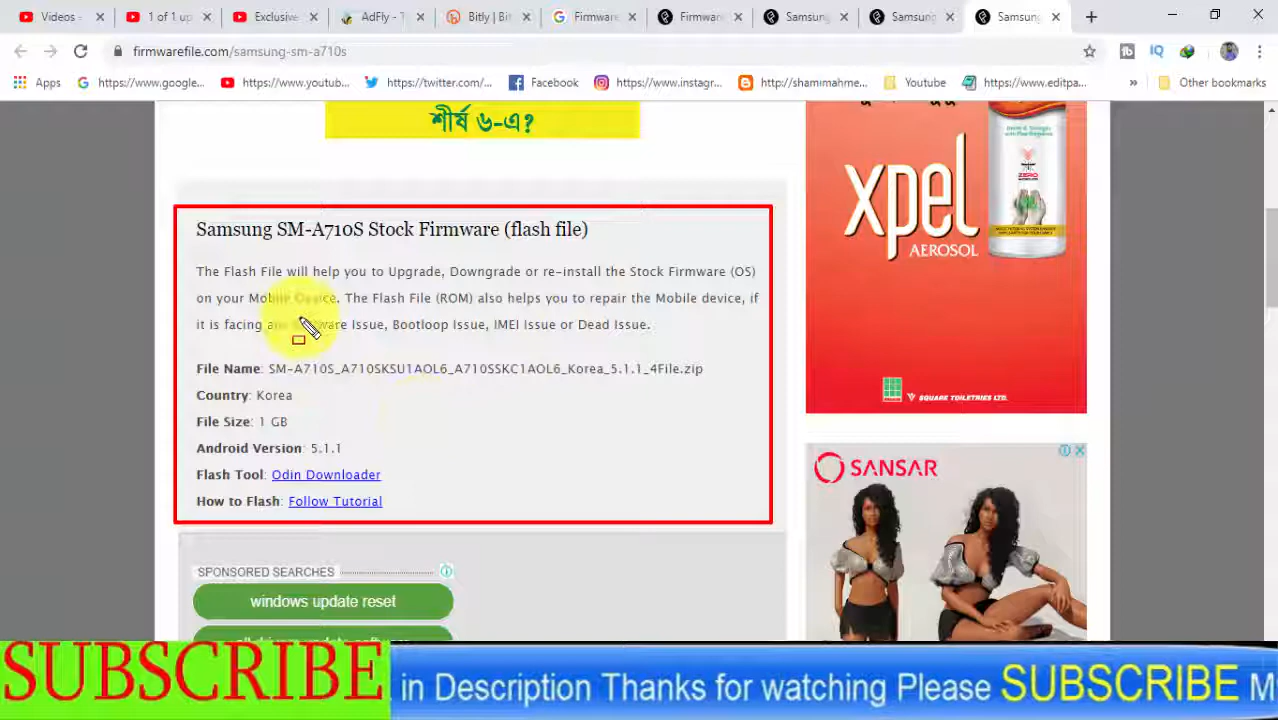 Videos -
1 of 1 up
Exclusive
AdFly - T
Bitly | Bit
Firmware
Firmware
Samsung
Samsung
Samsung
firmwarefile.com/samsung-sm-a710s
Apps
https://www.google...
https://www.youtub...
https://twitter.com/...
Facebook
https://www.instagr...
http://shamimahme...
Youtube
https://www.editpa...
»
Other bookmarks
শীর্ষ ৬-এ?
xpel
AEROSOL
SQUARE TOILETRIES LTD.
Samsung SM-A710S Stock Firmware (flash file)
The Flash File will help you to Upgrade, Downgrade or re-install the Stock Firmware (OS)
on your Mobile Device. The Flash File (ROM) also helps you to repair the Mobile device, if
it is facing any Software Issue, Bootloop Issue, IMEI Issue or Dead Issue.
File Name: SM-A710S_A710SKSU1AOL6_A710SSKC1AOL6_Korea_5.1.1_4File.zip
Country: Korea
File Size: 1 GB
Android Version: 5.1.1
Flash Tool: Odin Downloader
How to Flash: Follow Tutorial
SANSAR
SPONSORED SEARCHES
windows update reset
SUBSCRIBE
in Description Thanks for watching Please SUBSCRIBE M